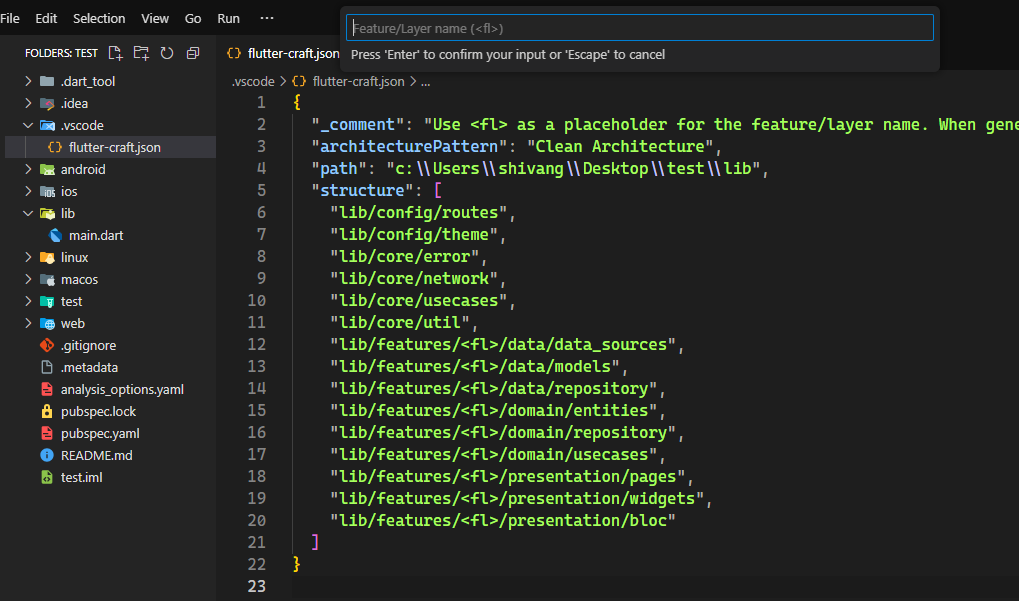 File Edit Selection View Go Run ...
Feature/Layer name (<fl>)
Press 'Enter' to confirm your input or 'Escape' to cancel
FOLDERS: TEST
.dart_tool
.idea
.vscode
flutter-craft.json
android
ios
lib
main.dart
linux
macos
test
web
.gitignore
.metadata
analysis_options.yaml
pubspec.lock
pubspec.yaml
README.md
test.iml
flutter-craft.json
.vscode > {} flutter-craft.json > ...
1 {
2 "_comment": "Use <fl> as a placeholder for the feature/layer name. When gene
3 "architecturePattern": "Clean Architecture",
4 "path": "c:\\Users\\shivang\\Desktop\\test\\lib",
5 "structure": [
6 "lib/config/routes",
7 "lib/config/theme",
8 "lib/core/error",
9 "lib/core/network",
10 "lib/core/usecases",
11 "lib/core/util",
12 "lib/features/<fl>/data/data_sources",
13 "lib/features/<fl>/data/models",
14 "lib/features/<fl>/data/repository",
15 "lib/features/<fl>/domain/entities",
16 "lib/features/<fl>/domain/repository",
17 "lib/features/<fl>/domain/usecases",
18 "lib/features/<fl>/presentation/pages",
19 "lib/features/<fl>/presentation/widgets",
20 "lib/features/<fl>/presentation/bloc"
21 ]
22 }
23